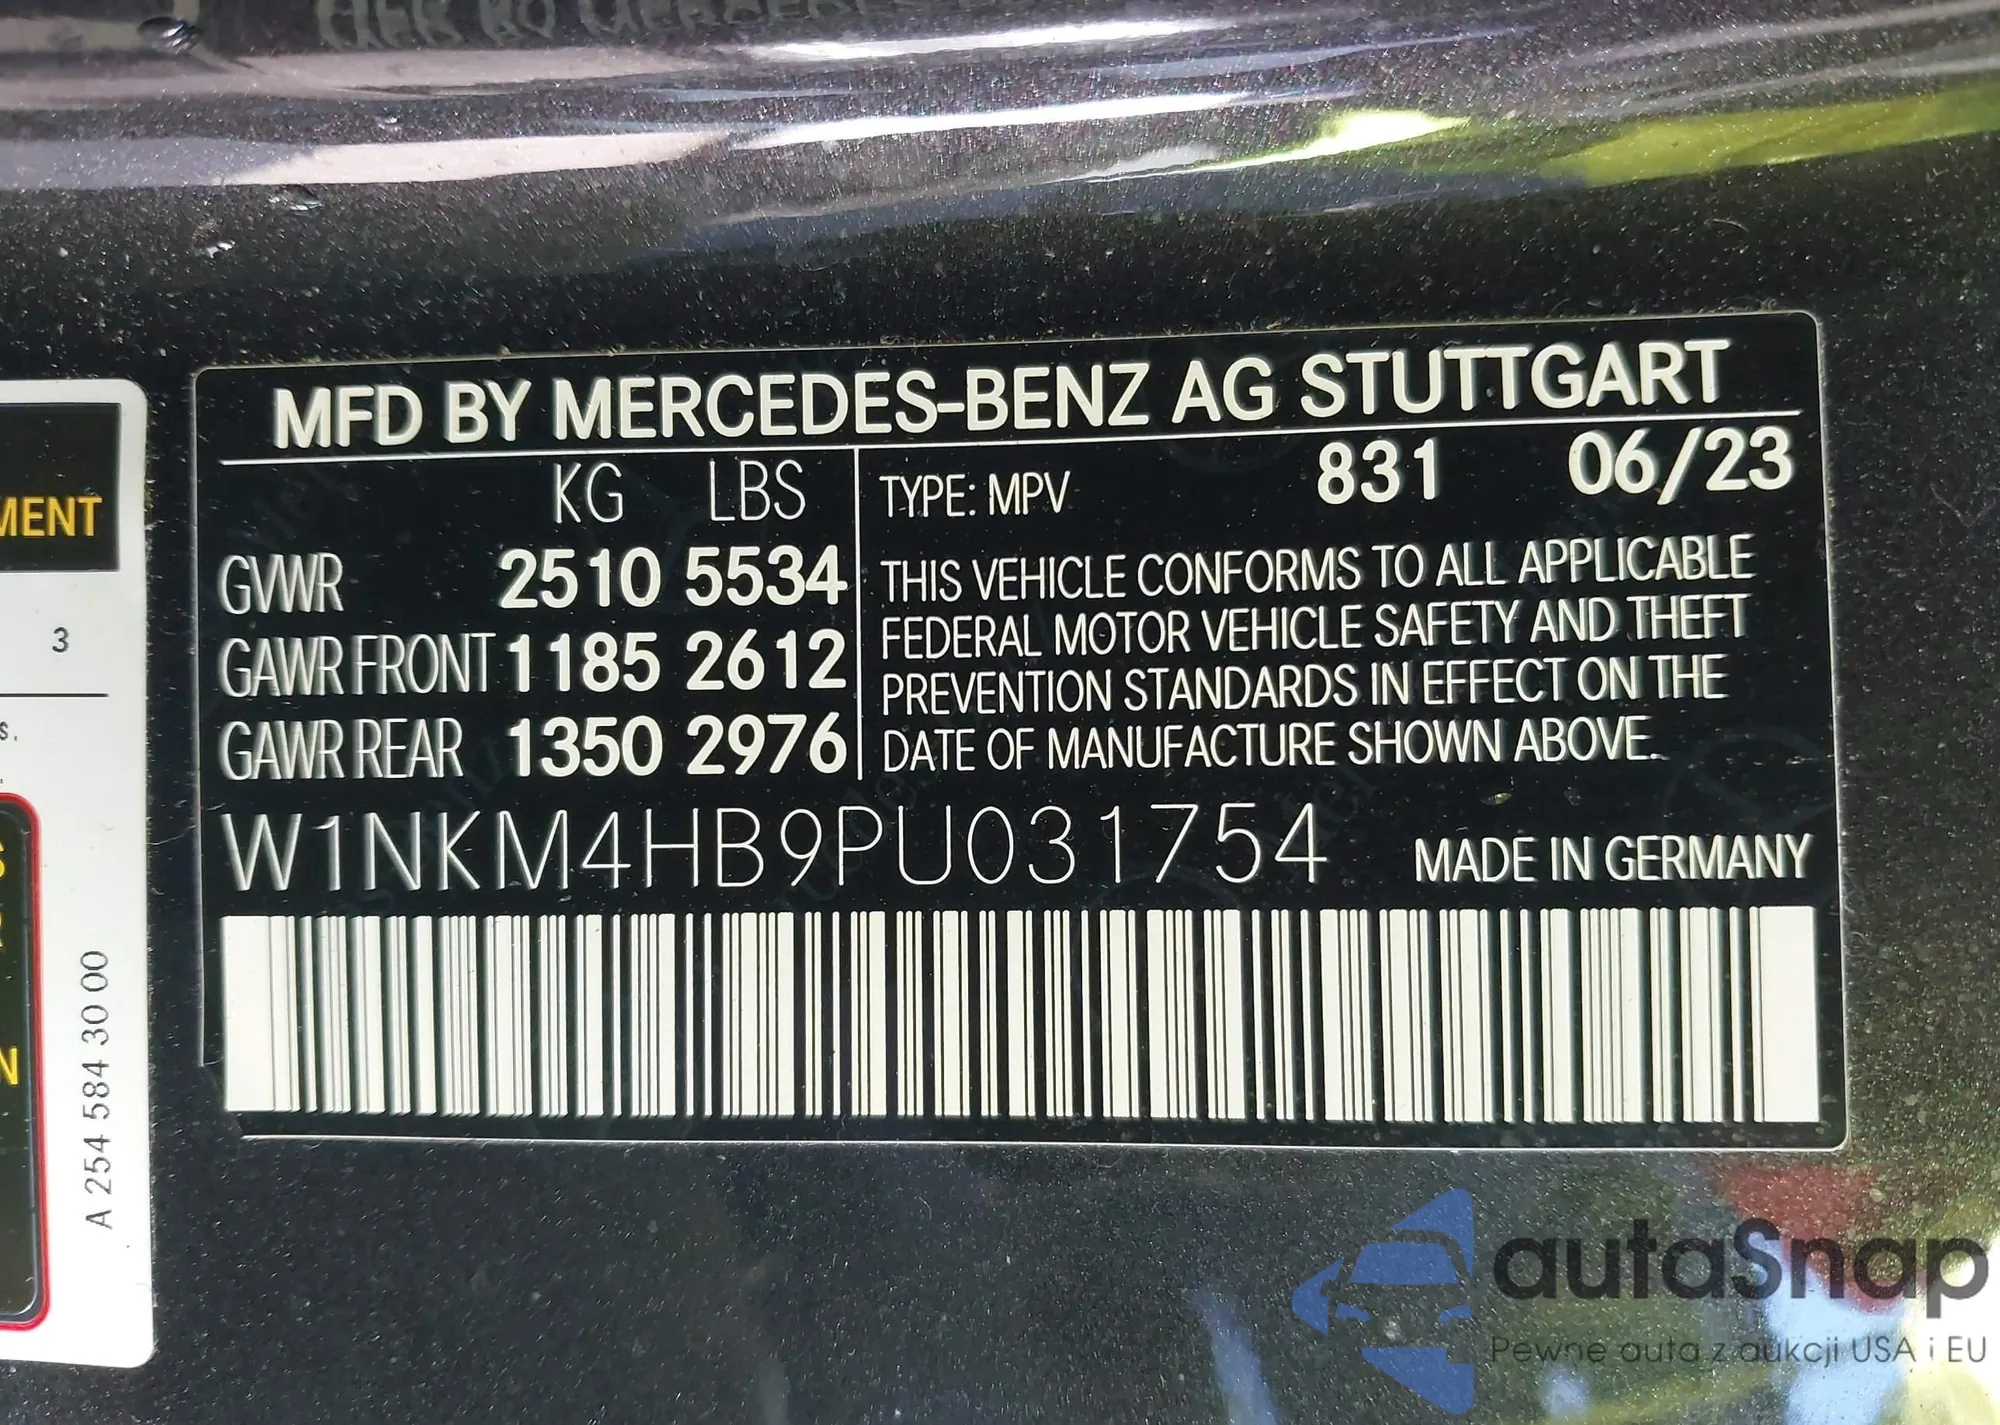 MFD BY MERCEDES-BENZ AG STUTTGART
KG LBS
GVWR 2510 5534
GAWR FRONT 1185 2612
GAWR REAR 1350 2976
TYPE: MPV 831 06/23
THIS VEHICLE CONFORMS TO ALL APPLICABLE
FEDERAL MOTOR VEHICLE SAFETY AND THEFT
PREVENTION STANDARDS IN EFFECT ON THE
DATE OF MANUFACTURE SHOWN ABOVE.
W1NKM4HB9PU031754
MADE IN GERMANY
MENT
3
s.
S
N
A 254 584 30 00
autoSnap
Pewne auta z aukcji USA i EU